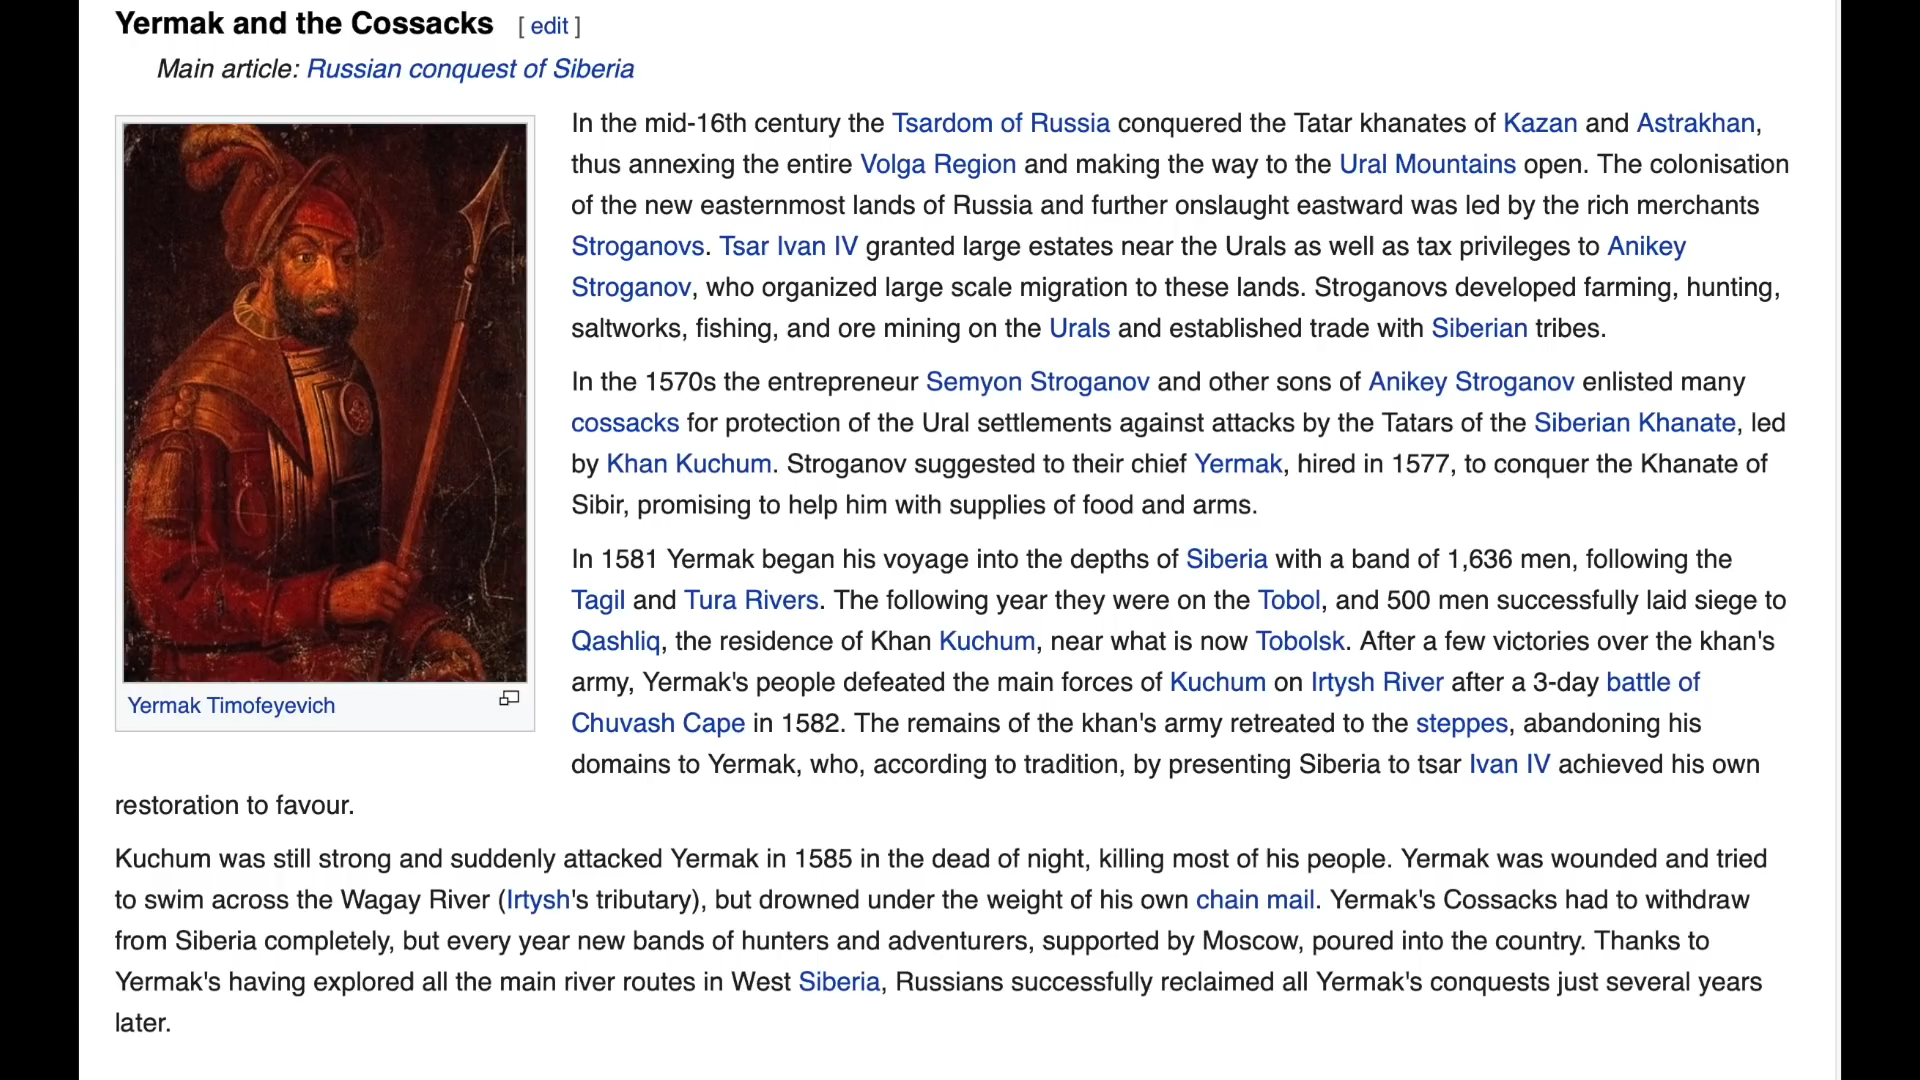 Yermak and the Cossacks [ edit ]
Main article: Russian conquest of Siberia
In the mid-16th century the Tsardom of Russia conquered the Tatar khanates of Kazan and Astrakhan,
thus annexing the entire Volga Region and making the way to the Ural Mountains open. The colonisation
of the new easternmost lands of Russia and further onslaught eastward was led by the rich merchants
Stroganovs. Tsar Ivan IV granted large estates near the Urals as well as tax privileges to Anikey
Stroganov, who organized large scale migration to these lands. Stroganovs developed farming, hunting,
saltworks, fishing, and ore mining on the Urals and established trade with Siberian tribes.
In the 1570s the entrepreneur Semyon Stroganov and other sons of Anikey Stroganov enlisted many
cossacks for protection of the Ural settlements against attacks by the Tatars of the Siberian Khanate, led
by Khan Kuchum. Stroganov suggested to their chief Yermak, hired in 1577, to conquer the Khanate of
Sibir, promising to help him with supplies of food and arms.
In 1581 Yermak began his voyage into the depths of Siberia with a band of 1,636 men, following the
Tagil and Tura Rivers. The following year they were on the Tobol, and 500 men successfully laid siege to
Qashliq, the residence of Khan Kuchum, near what is now Tobolsk. After a few victories over the khan's
army, Yermak's people defeated the main forces of Kuchum on Irtysh River after a 3-day battle of
Chuvash Cape in 1582. The remains of the khan's army retreated to the steppes, abandoning his
domains to Yermak, who, according to tradition, by presenting Siberia to tsar Ivan IV achieved his own
restoration to favour.
Yermak Timofeyevich
Kuchum was still strong and suddenly attacked Yermak in 1585 in the dead of night, killing most of his people. Yermak was wounded and tried
to swim across the Wagay River (Irtysh's tributary), but drowned under the weight of his own chain mail. Yermak's Cossacks had to withdraw
from Siberia completely, but every year new bands of hunters and adventurers, supported by Moscow, poured into the country. Thanks to
Yermak's having explored all the main river routes in West Siberia, Russians successfully reclaimed all Yermak's conquests just several years
later.